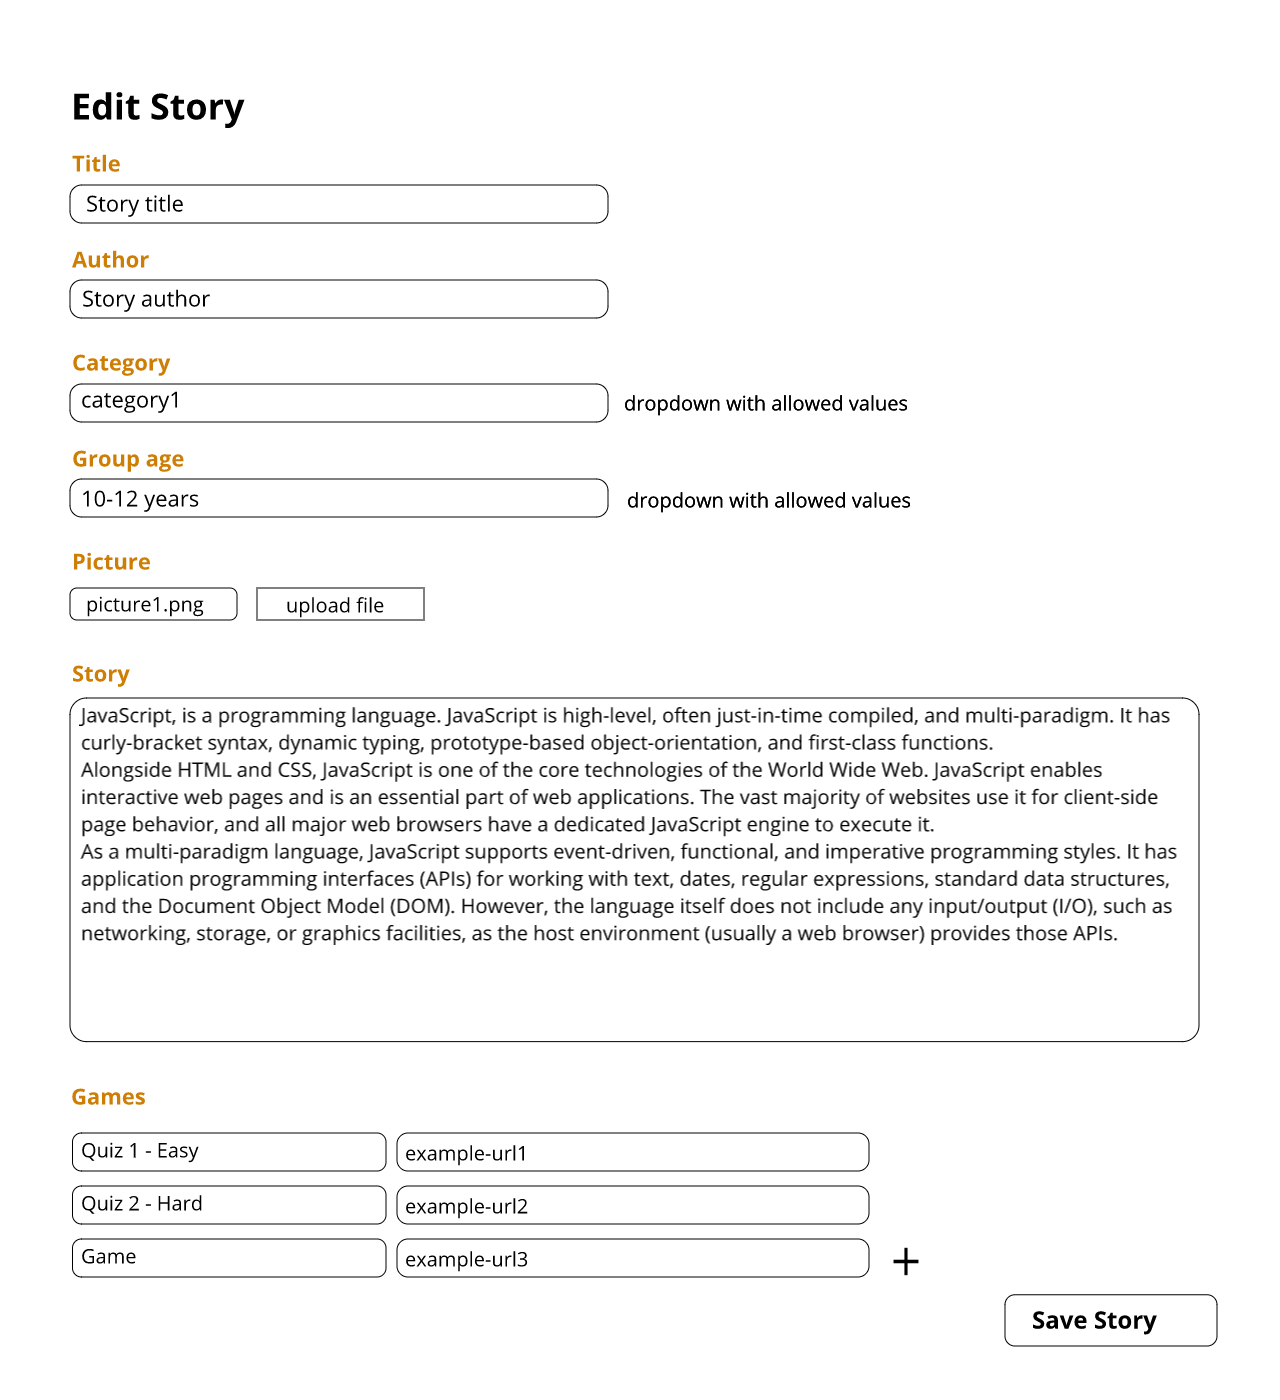 Edit Story
Title
Story title
Author
Story author
Category
category1
dropdown with allowed values
Group age
10-12 years
dropdown with allowed values
Picture
picture1.png
upload file
Story
JavaScript, is a programming language. JavaScript is high-level, often just-in-time compiled, and multi-paradigm. It has
curly-bracket syntax, dynamic typing, prototype-based object-orientation, and first-class functions.
Alongside HTML and CSS, JavaScript is one of the core technologies of the World Wide Web. JavaScript enables
interactive web pages and is an essential part of web applications. The vast majority of websites use it for client-side
page behavior, and all major web browsers have a dedicated JavaScript engine to execute it.
As a multi-paradigm language, JavaScript supports event-driven, functional, and imperative programming styles. It has
application programming interfaces (APIs) for working with text, dates, regular expressions, standard data structures,
and the Document Object Model (DOM). However, the language itself does not include any input/output (I/O), such as
networking, storage, or graphics facilities, as the host environment (usually a web browser) provides those APIs.
Games
Quiz 1 - Easy
example-url1
Quiz 2 - Hard
example-url2
Game
example-url3
+
Save Story